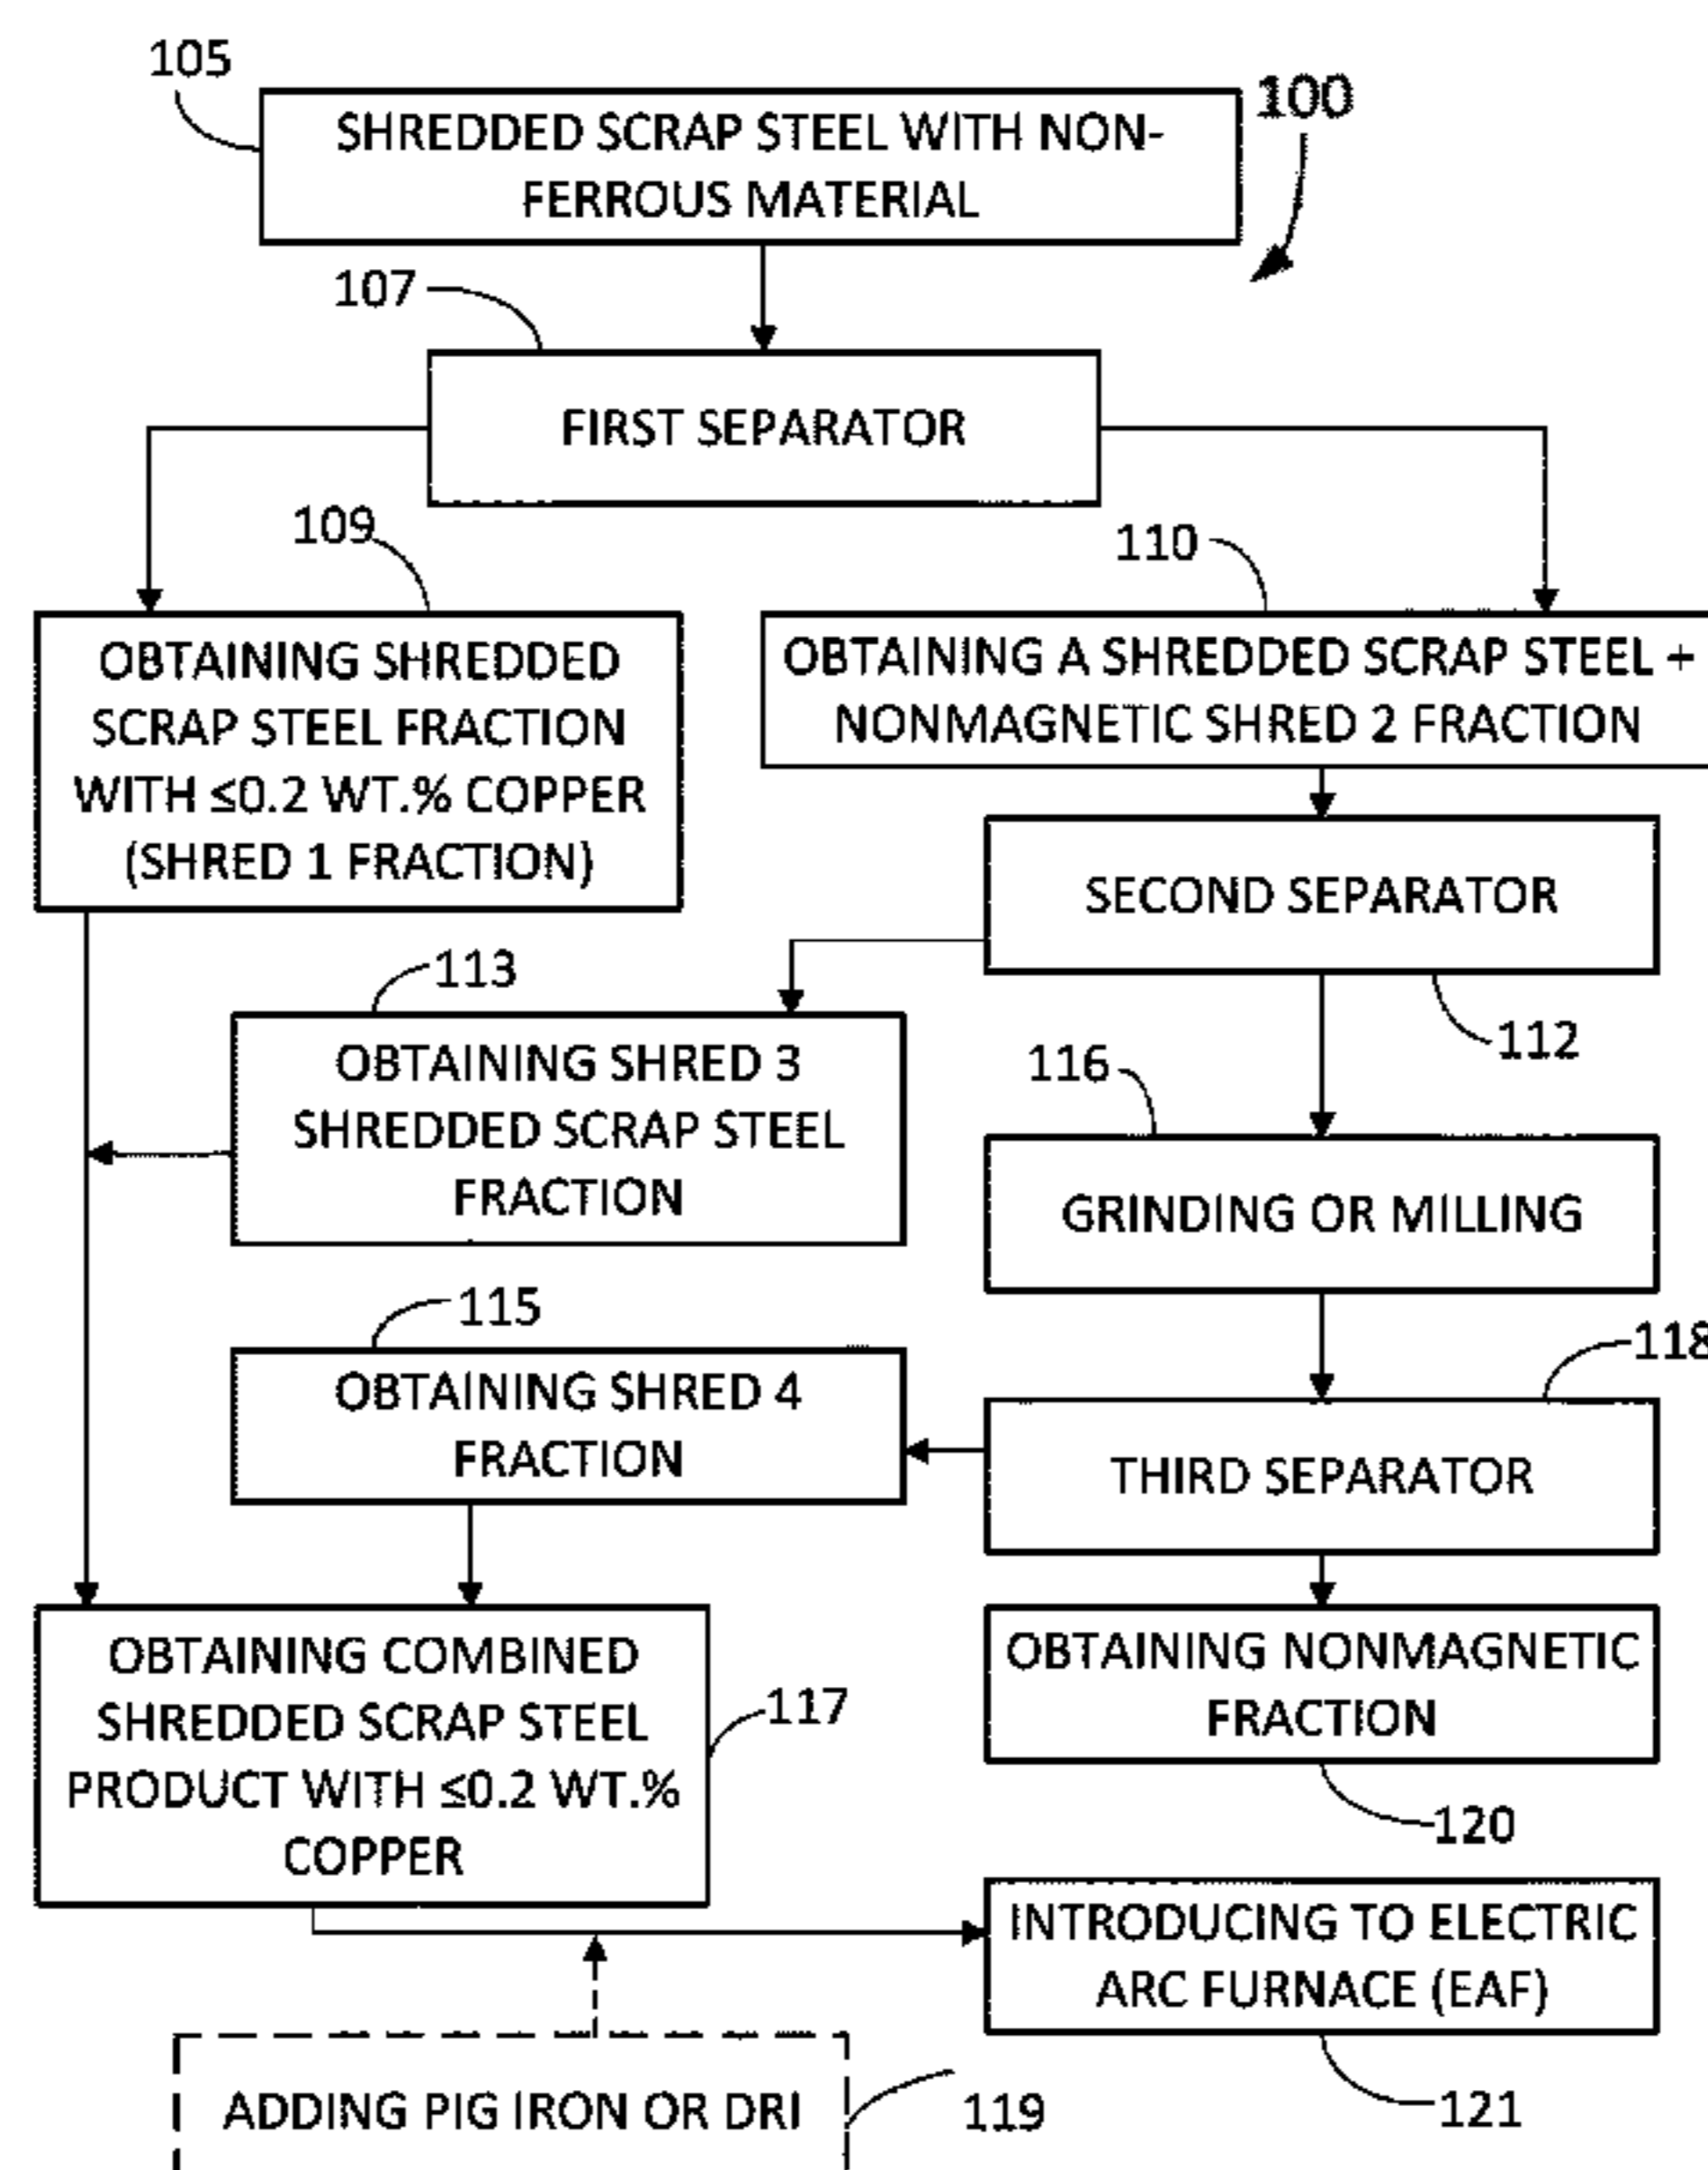 105
SHREDDED SCRAP STEEL WITH NON-
FERROUS MATERIAL
100
107
FIRST SEPARATOR
109
110
OBTAINING SHREDDED
SCRAP STEEL FRACTION
WITH ≤0.2 WT.% COPPER
(SHRED 1 FRACTION)
OBTAINING A SHREDDED SCRAP STEEL +
NONMAGNETIC SHRED 2 FRACTION
SECOND SEPARATOR
112
113
OBTAINING SHRED 3
SHREDDED SCRAP STEEL
FRACTION
116
GRINDING OR MILLING
115
OBTAINING SHRED 4
FRACTION
118
THIRD SEPARATOR
OBTAINING COMBINED
SHREDDED SCRAP STEEL
PRODUCT WITH ≤0.2 WT.%
COPPER
117
OBTAINING NONMAGNETIC
FRACTION
120
INTRODUCING TO ELECTRIC
ARC FURNACE (EAF)
121
ADDING PIG IRON OR DRI
119